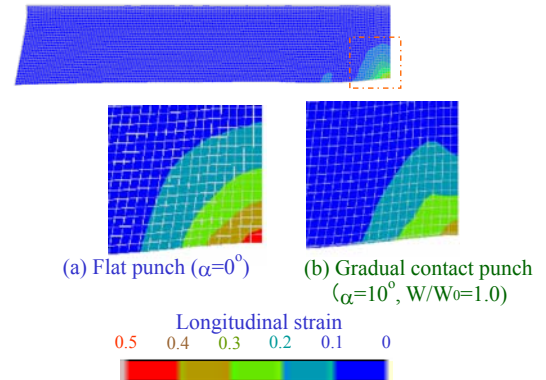 (a) Flat punch (α=0°)
(b) Gradual contact punch
(α=10°, W/W0=1.0)
Longitudinal strain
0.5 0.4 0.3 0.2 0.1 0